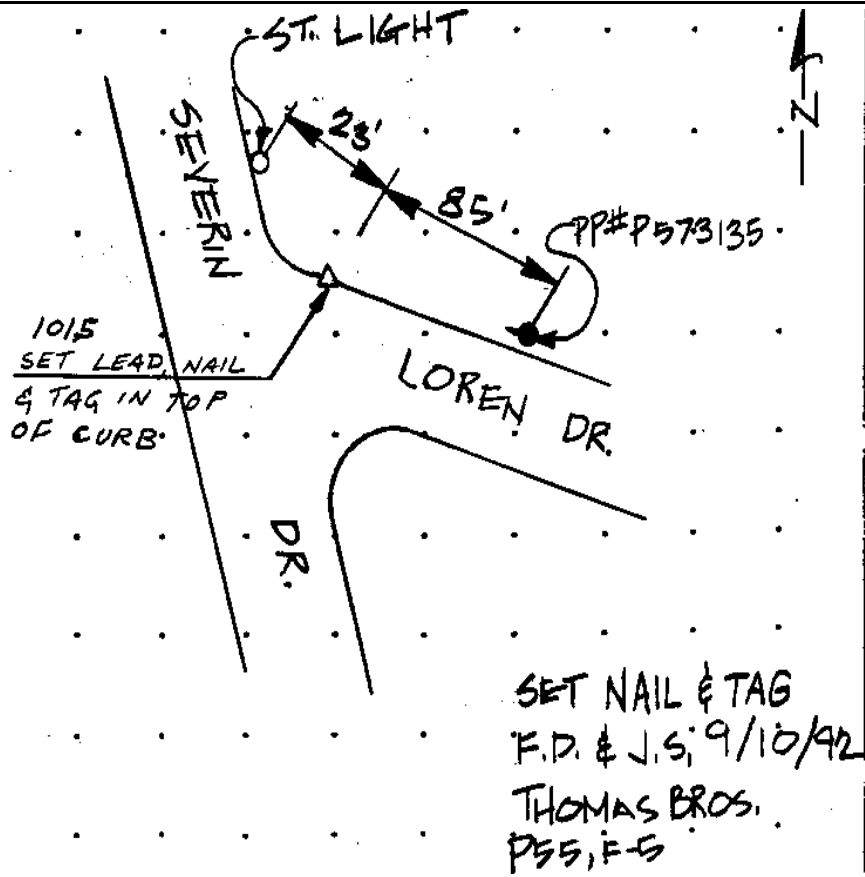 ST. LIGHT
N
SEVERIN
23'
85'
PP#P573135
1015
SET LEAD, NAIL
& TAG IN TOP
OF CURB
LOREN DR.
DR.
SET NAIL & TAG
F.D. & J.S, 9/10/92
THOMAS BROS.
P55, F-5